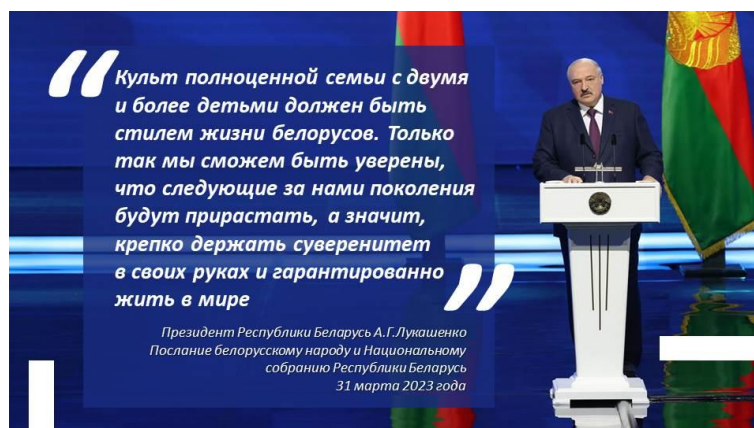 “
Культ полноценной семьи с двумя
и более детьми должен быть
стилем жизни белорусов. Только
так мы сможем быть уверены,
что следующие за нами поколения
будут прирастать, а значит,
крепко держать суверенитет
в своих руках и гарантированно
жить в мире
”
Президент Республики Беларусь А.Г.Лукашенко
Послание белорусскому народу и Национальному
собранию Республики Беларусь
31 марта 2023 года